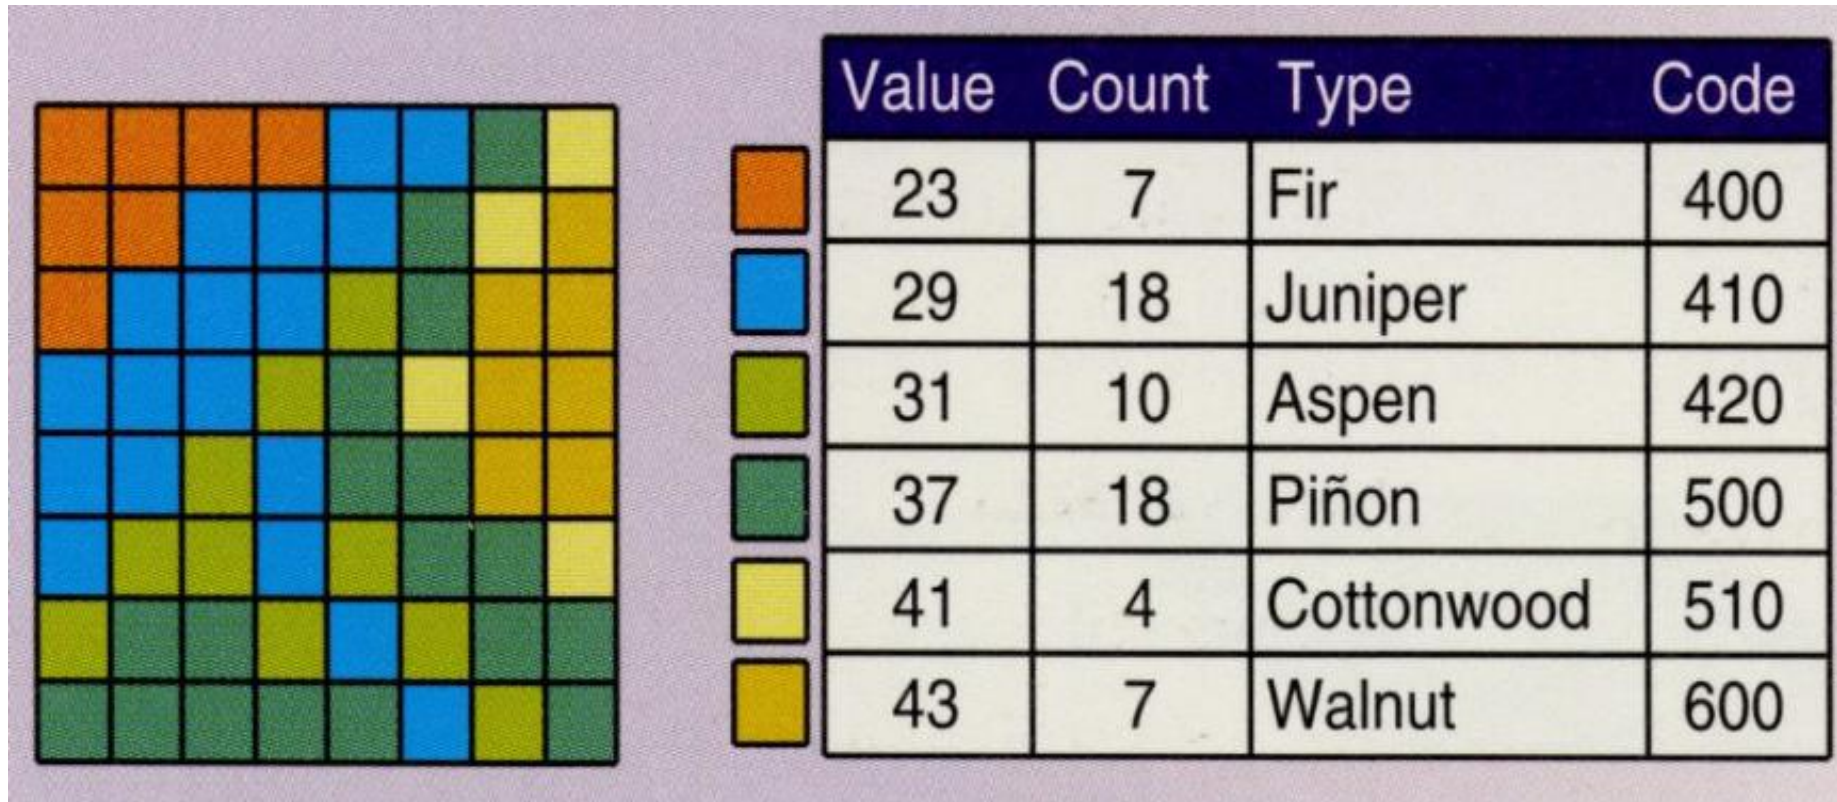 Value Count Type Code
23 7 Fir 400
29 18 Juniper 410
31 10 Aspen 420
37 18 Piñon 500
41 4 Cottonwood 510
43 7 Walnut 600